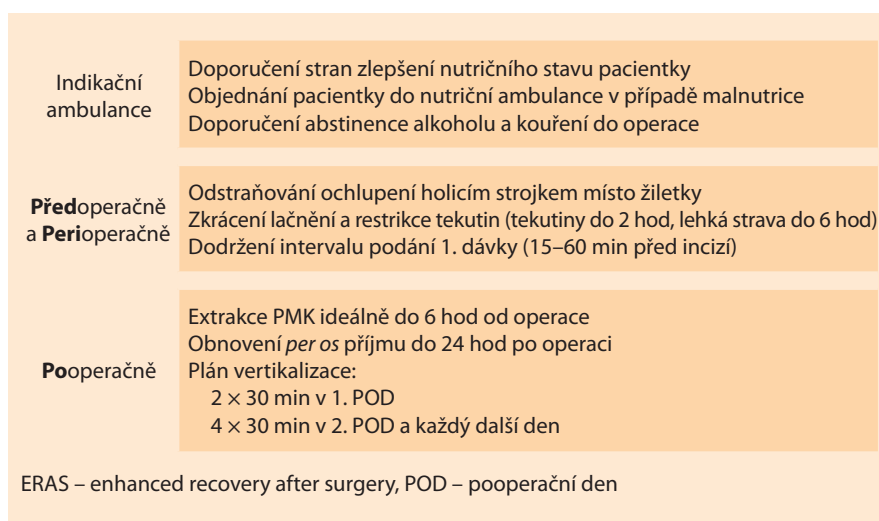 Indikační
ambulance
Doporučení stran zlepšení nutričního stavu pacientky
Objednání pacientky do nutriční ambulance v případě malnutrice
Doporučení abstinence alkoholu a kouření do operace
Předoperačně
a Perioperačně
Odstraňování ochlupení holicím strojkem místo žiletky
Zkrácení lačnění a restrikce tekutin (tekutiny do 2 hod, lehká strava do 6 hod)
Dodržení intervalu podání 1. dávky (15–60 min před incizí)
Pooperačně
Extrakce PMK ideálně do 6 hod od operace
Obnovení per os příjmu do 24 hod po operaci
Plán vertikalizace:
2 × 30 min v 1. POD
4 × 30 min v 2. POD a každý další den
ERAS – enhanced recovery after surgery, POD – pooperační den